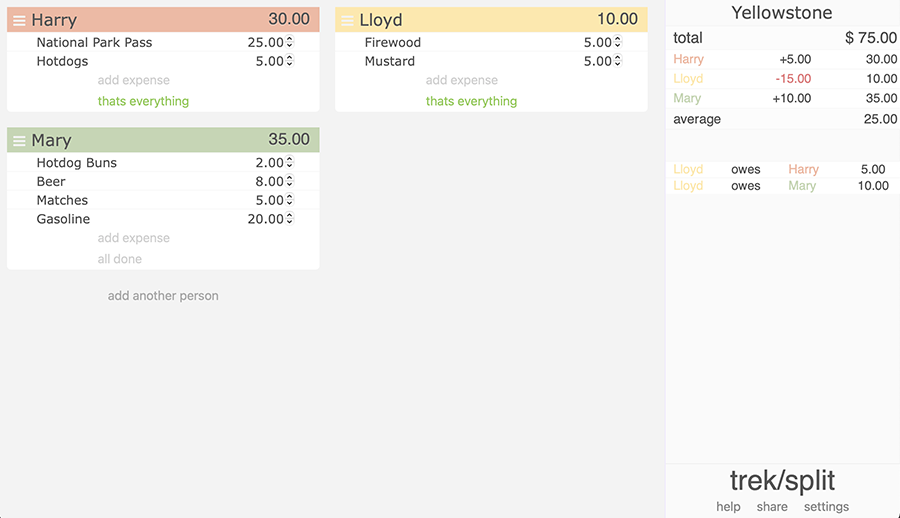 Harry 30.00
National Park Pass 25.00
Hotdogs 5.00
add expense
thats everything
Lloyd 10.00
Firewood 5.00
Mustard 5.00
add expense
thats everything
Mary 35.00
Hotdog Buns 2.00
Beer 8.00
Matches 5.00
Gasoline 20.00
add expense
all done
add another person
Yellowstone
total $ 75.00
Harry +5.00 30.00
Lloyd -15.00 10.00
Mary +10.00 35.00
average 25.00
Lloyd owes Harry 5.00
Lloyd owes Mary 10.00
trek/split
help share settings